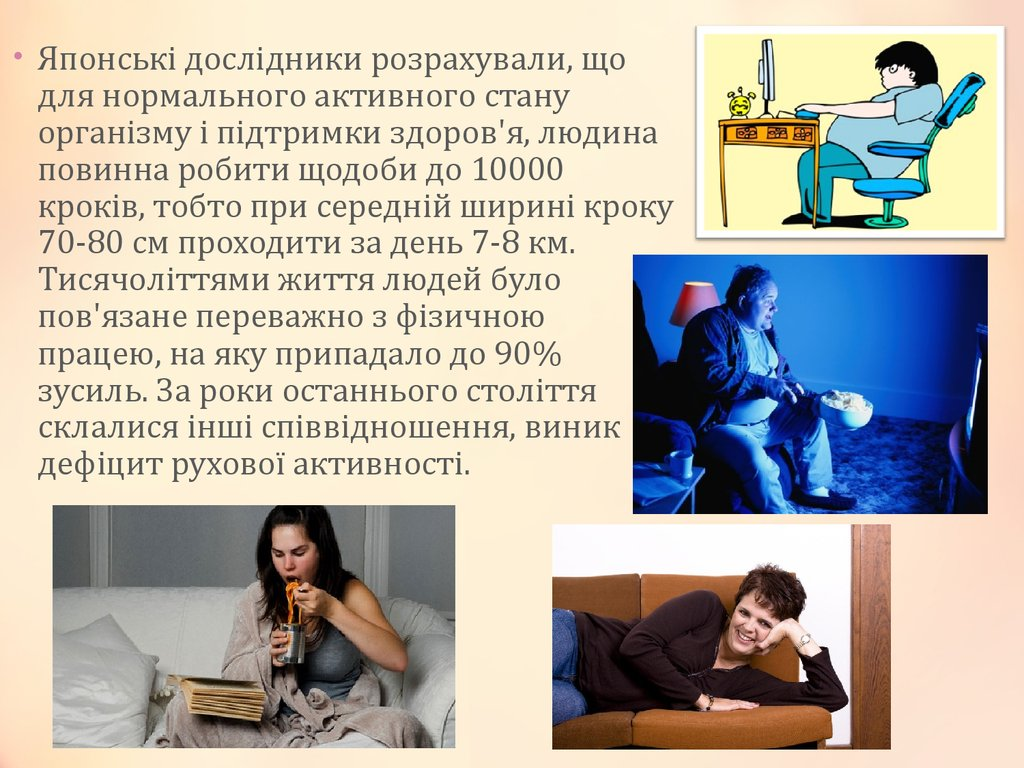 • Японські дослідники розрахували, що
для нормального активного стану
організму і підтримки здоров'я, людина
повинна робити щодоби до 10000
кроків, тобто при середній ширині кроку
70-80 см проходити за день 7-8 км.
Тисячоліттями життя людей було
пов'язане переважно з фізичною
працею, на яку припадало до 90%
зусиль. За роки останнього століття
склалися інші співвідношення, виник
дефіцит рухової активності.